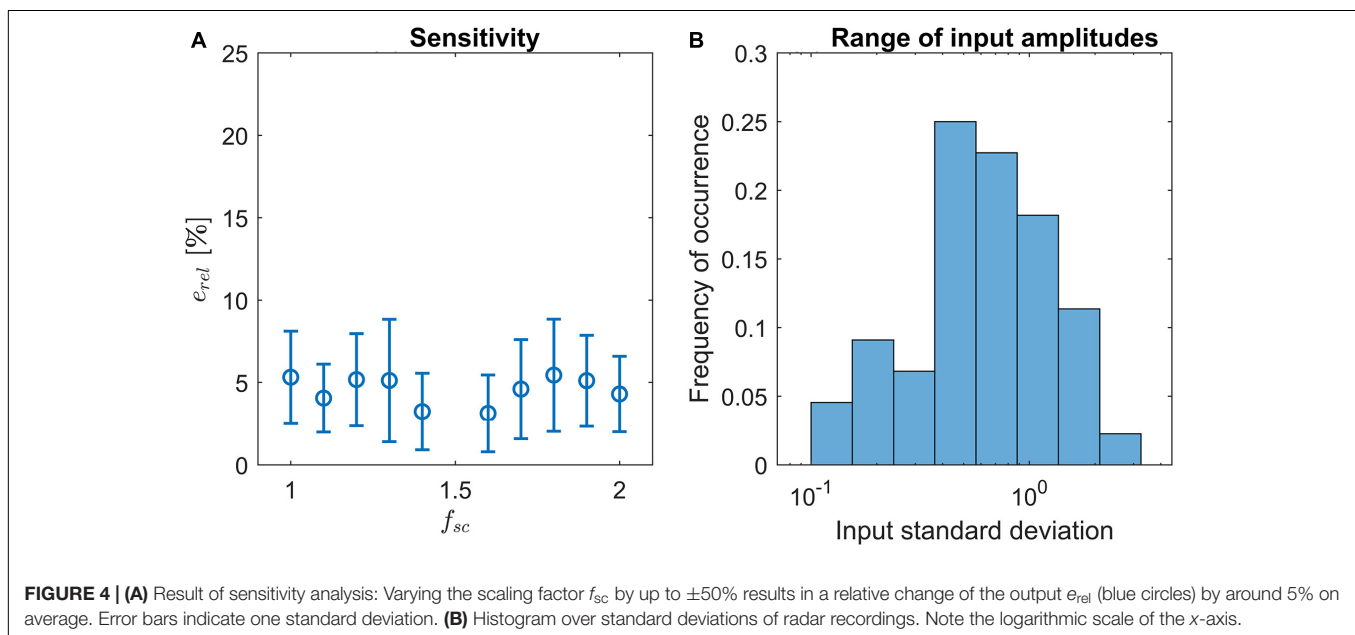 A
Sensitivity
25
20
15
10
5
0
e_rel [%]
1
1.5
2
f_sc
B
Range of input amplitudes
0.3
0.25
0.2
0.15
0.1
0.05
0
Frequency of occurrence
10^-1
10^0
Input standard deviation
FIGURE 4 | (A) Result of sensitivity analysis: Varying the scaling factor f_sc by up to ±50% results in a relative change of the output e_rel (blue circles) by around 5% on
average. Error bars indicate one standard deviation. (B) Histogram over standard deviations of radar recordings. Note the logarithmic scale of the x-axis.